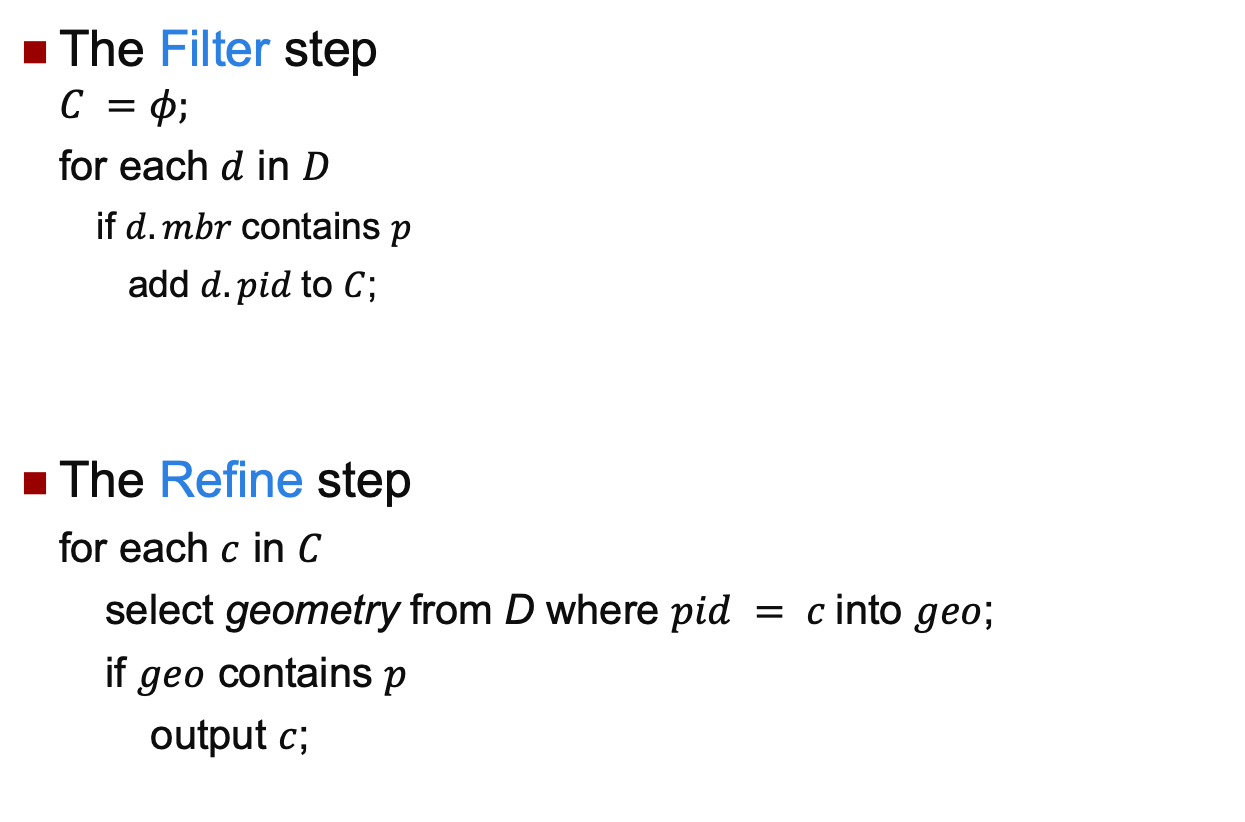 ■ The Filter step
C = ϕ;
for each d in D
if d.mbr contains p
add d.pid to C;
■ The Refine step
for each c in C
select geometry from D where pid = c into geo;
if geo contains p
output c;